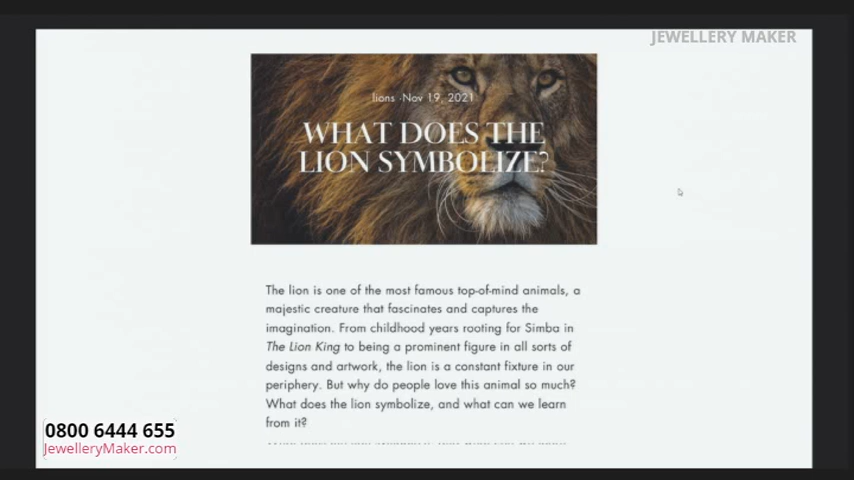 JEWELLERY MAKER
lions · Nov 19, 2021
WHAT DOES THE
LION SYMBOLIZE?
The lion is one of the most famous top-of-mind animals, a
majestic creature that fascinates and captures the
imagination. From childhood years rooting for Simba in
The Lion King to being a prominent figure in all sorts of
designs and artwork, the lion is a constant fixture in our
periphery. But why do people love this animal so much?
What does the lion symbolize, and what can we learn
from it?
0800 6444 655
JewelleryMaker.com